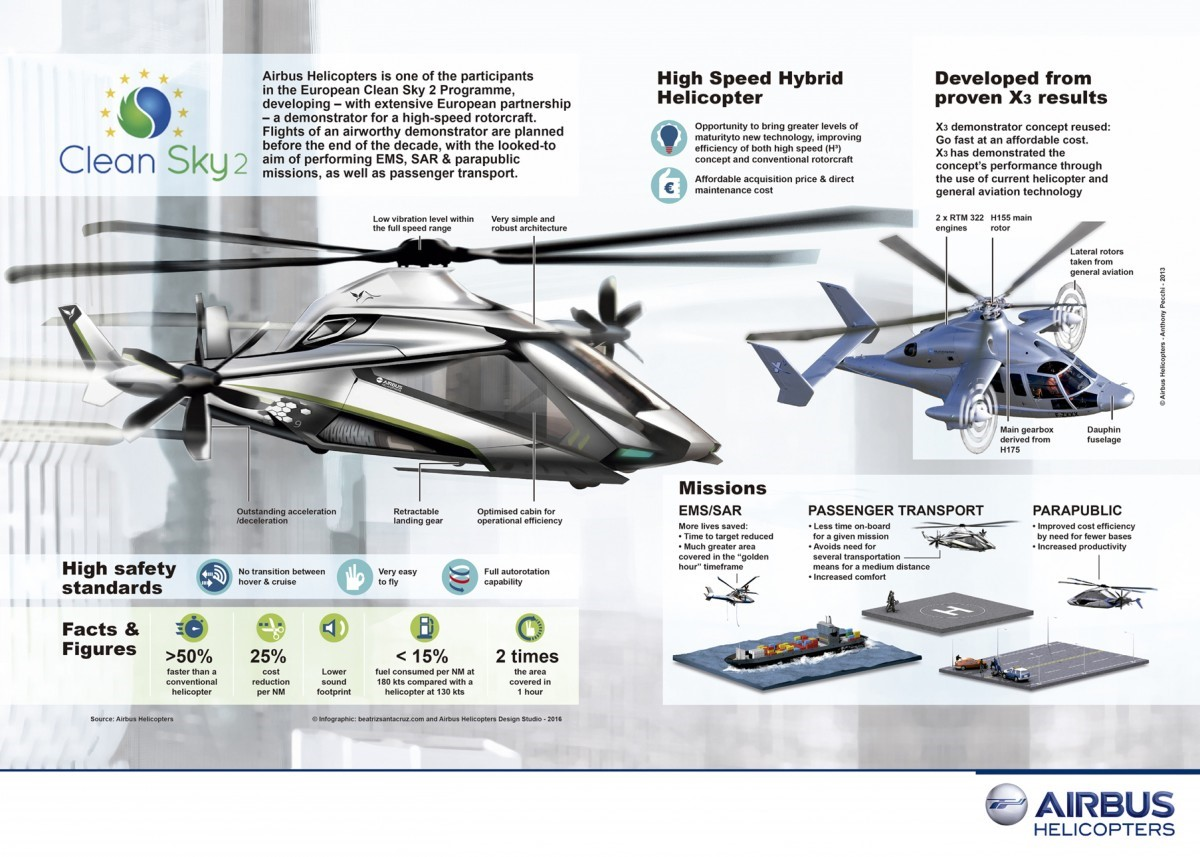 Clean Sky 2
Airbus Helicopters is one of the participants
in the European Clean Sky 2 Programme,
developing – with extensive European partnership
– a demonstrator for a high-speed rotorcraft.
Flights of an airworthy demonstrator are planned
before the end of the decade, with the looked-to
aim of performing EMS, SAR & parapublic
missions, as well as passenger transport.
High Speed Hybrid
Helicopter
Opportunity to bring greater levels of
maturityto new technology, improving
efficiency of both high speed (H³)
concept and conventional rotorcraft
€
Affordable acquisition price & direct
maintenance cost
Developed from
proven X3 results
X3 demonstrator concept reused:
Go fast at an affordable cost.
X3 has demonstrated the
concept's performance through
the use of current helicopter and
general aviation technology
2 x RTM 322
engines
H155 main
rotor
Lateral rotors
taken from
general aviation
Main gearbox
derived from
H175
Dauphin
fuselage
© Airbus Helicopters - Anthony Pecchi - 2013
Low vibration level within
the full speed range
Very simple and
robust architecture
AIRBUS
9
Outstanding acceleration
/deceleration
Retractable
landing gear
Optimised cabin for
operational efficiency
High safety
standards
No transition between
hover & cruise
Very easy
to fly
Full autorotation
capability
Facts &
Figures
>50%
faster than a
conventional
helicopter
25%
cost
reduction
per NM
Lower
sound
footprint
< 15%
fuel consumed per NM at
180 kts compared with a
helicopter at 130 kts
2 times
the area
covered in
1 hour
Source: Airbus Helicopters
© Infographic: beatrizsantacruz.com and Airbus Helicopters Design Studio - 2016
Missions
EMS/SAR
More lives saved:
• Time to target reduced
• Much greater area
covered in the "golden
hour" timeframe
PASSENGER TRANSPORT
• Less time on-board
for a given mission
• Avoids need for
several transportation
means for a medium distance
• Increased comfort
PARAPUBLIC
• Improved cost efficiency
by need for fewer bases
• Increased productivity
H
AIRBUS
HELICOPTERS